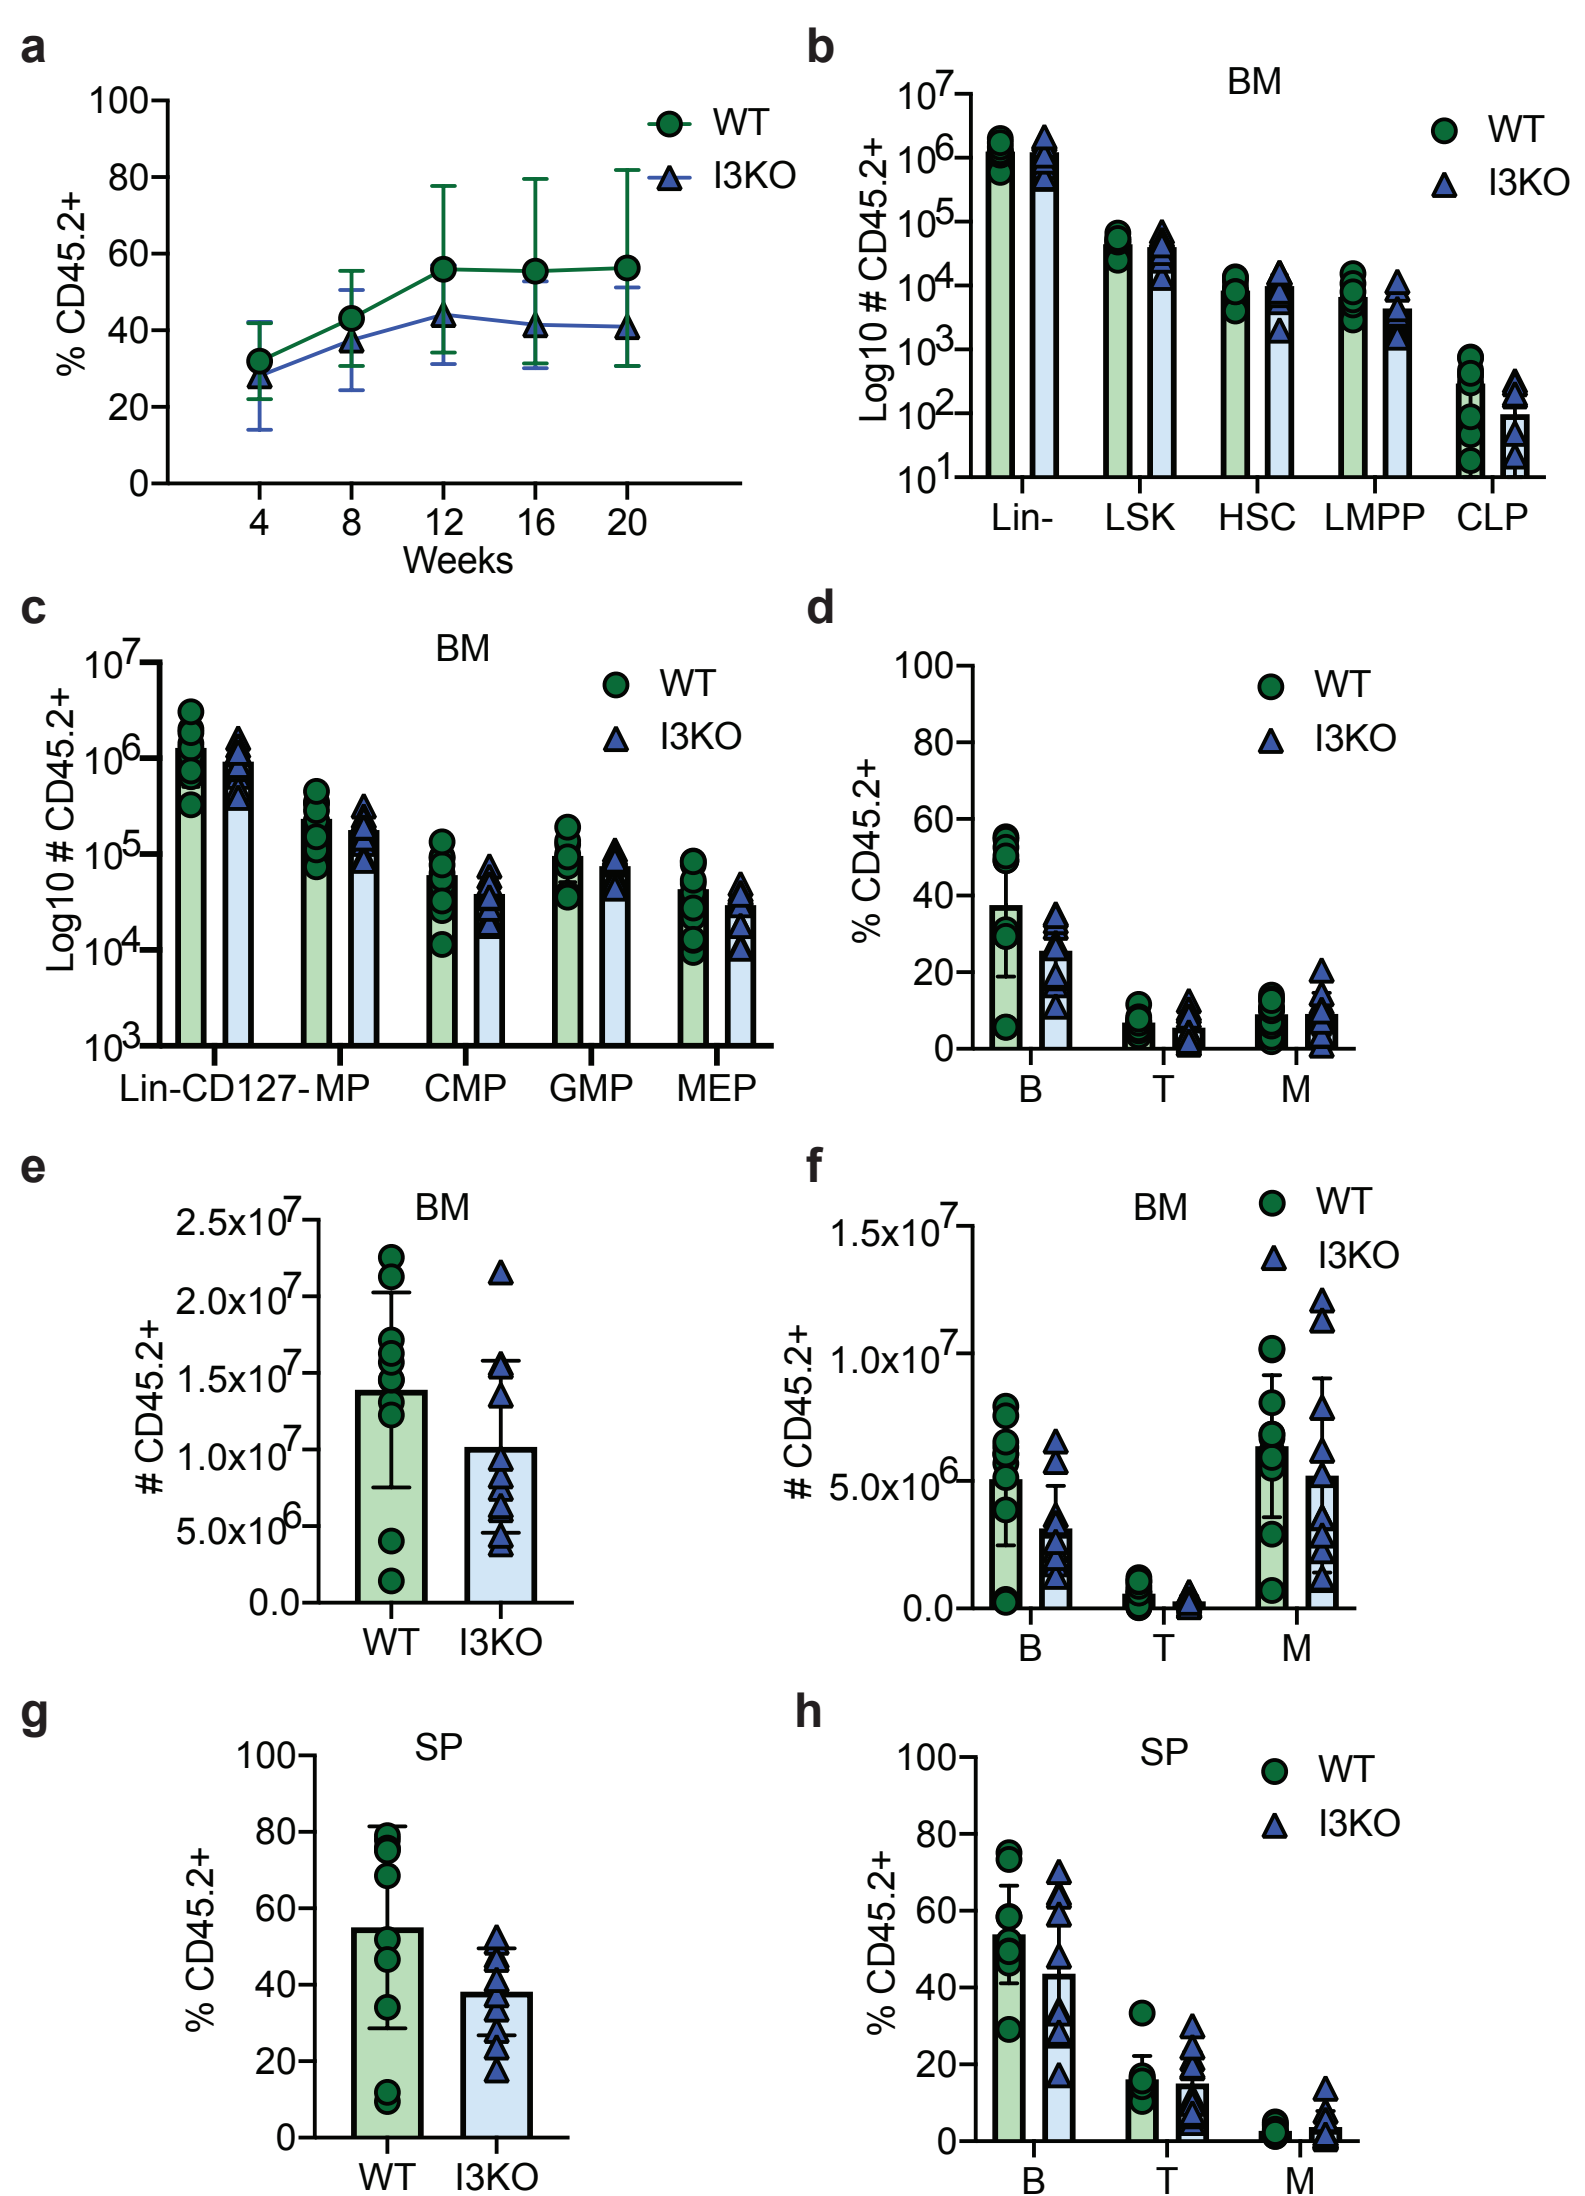 a
100
80
60
40
20
0
% CD45.2+
4 8 12 16 20
Weeks
WT
I3KO
b
BM
10^7
10^6
10^5
10^4
10^3
10^2
10^1
Log10 # CD45.2+
Lin- LSK HSC LMPP CLP
WT
I3KO
c
BM
10^7
10^6
10^5
10^4
10^3
Log10 # CD45.2+
Lin-CD127- MP CMP GMP MEP
WT
I3KO
d
100
80
60
40
20
0
% CD45.2+
B T M
WT
I3KO
e
BM
2.5x10^7
2.0x10^7
1.5x10^7
1.0x10^7
5.0x10^6
0.0
# CD45.2+
WT I3KO
f
BM
1.5x10^7
1.0x10^7
5.0x10^6
0.0
# CD45.2+
B T M
WT
I3KO
g
SP
100
80
60
40
20
0
% CD45.2+
WT I3KO
h
SP
100
80
60
40
20
0
% CD45.2+
B T M
WT
I3KO